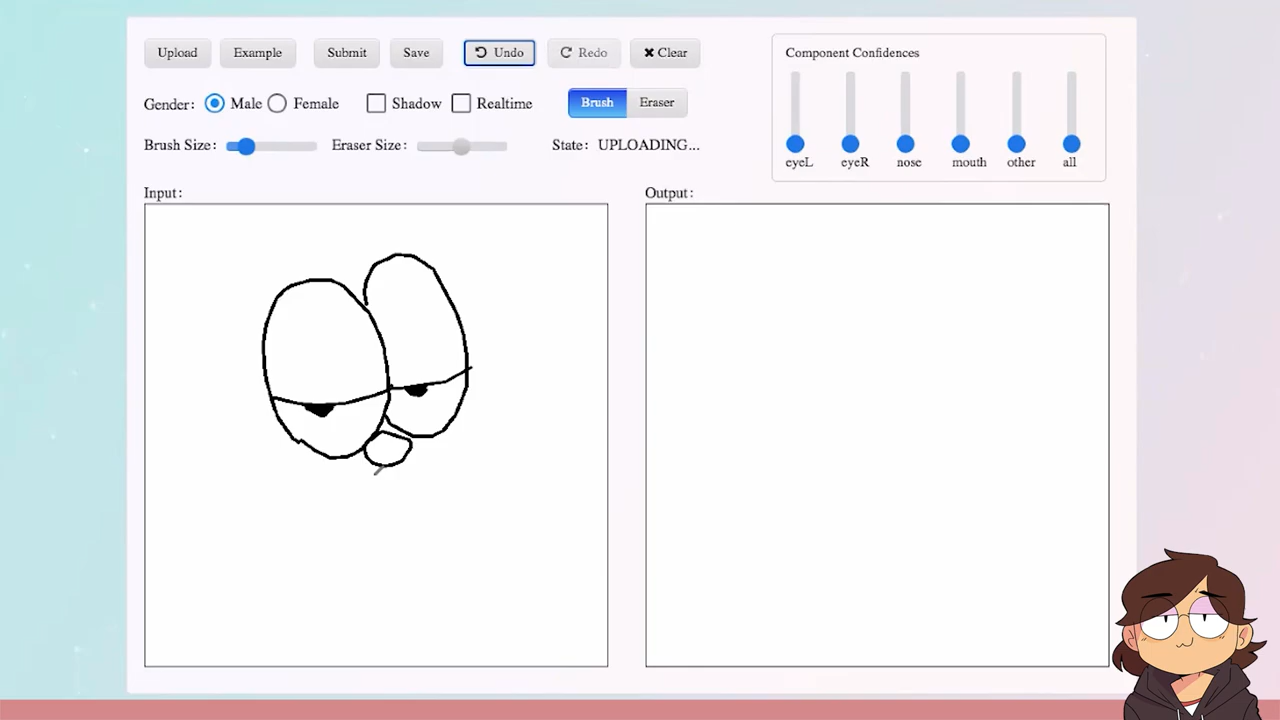 Upload Example Submit Save Undo Redo Clear
Component Confidences
Gender: Male Female Shadow Realtime Brush Eraser
Brush Size: Eraser Size: State: UPLOADING...
eyeL eyeR nose mouth other all
Input: Output: